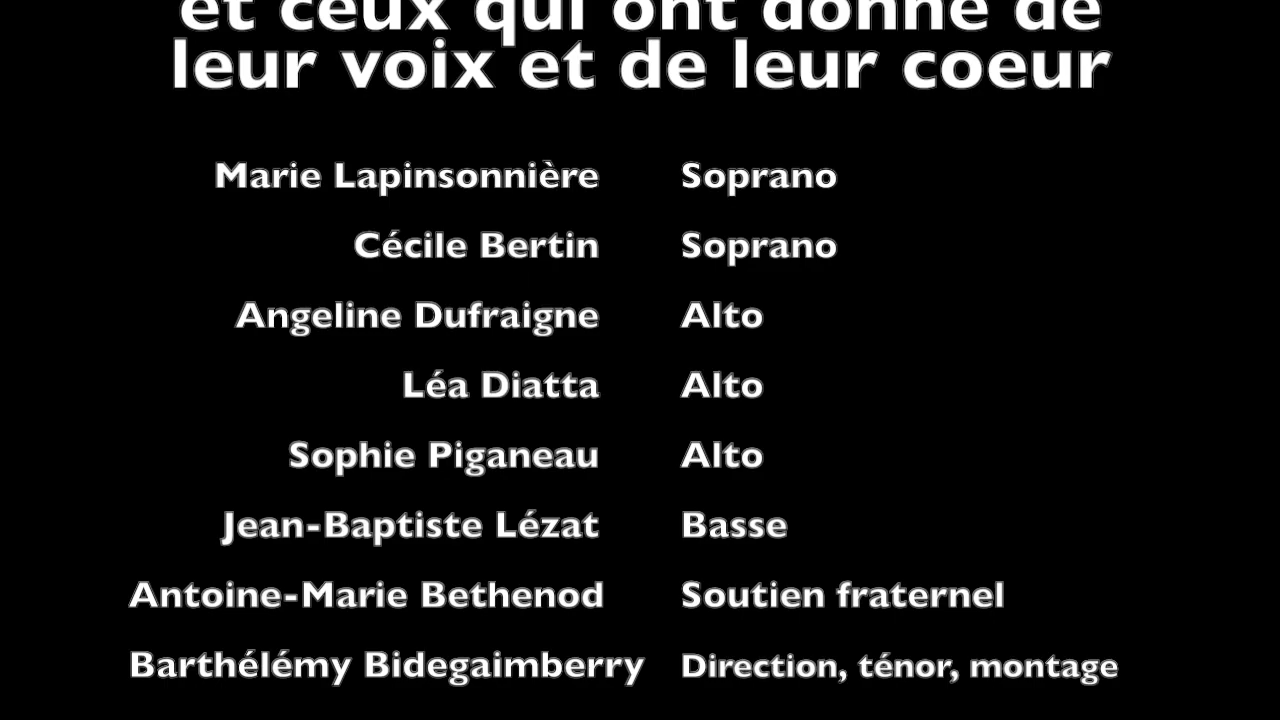 et ceux qui ont donné de
leur voix et de leur coeur
Marie Lapinsonnière Soprano
Cécile Bertin Soprano
Angeline Dufraigne Alto
Léa Diatta Alto
Sophie Piganeau Alto
Jean-Baptiste Lézat Basse
Antoine-Marie Bethenod Soutien fraternel
Barthélémy Bidegaimberry Direction, ténor, montage